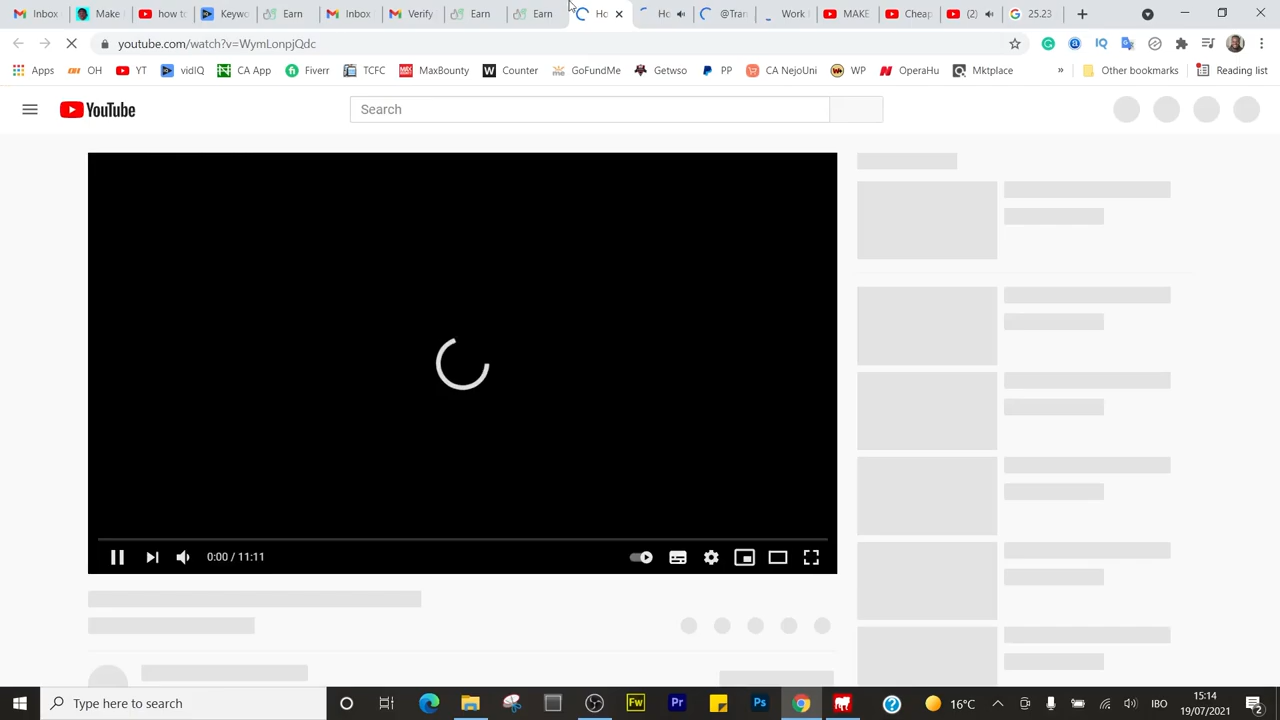 Inbox Make how to Keywo Earn Inbox Verify Earn Earn Ho Ho @Tran Work MAKE Cheap (2) 25.23
youtube.com/watch?v=WymLonpjQdc
Apps OH YT vidIQ CA App Fiverr TCFC MaxBounty Counter GoFundMe Getwso PP CA NejoUni WP OperaHu Mktplace » Other bookmarks Reading list
YouTube Search
0:00 / 11:11
Type here to search 16°C IBO 15:14
19/07/2021 2